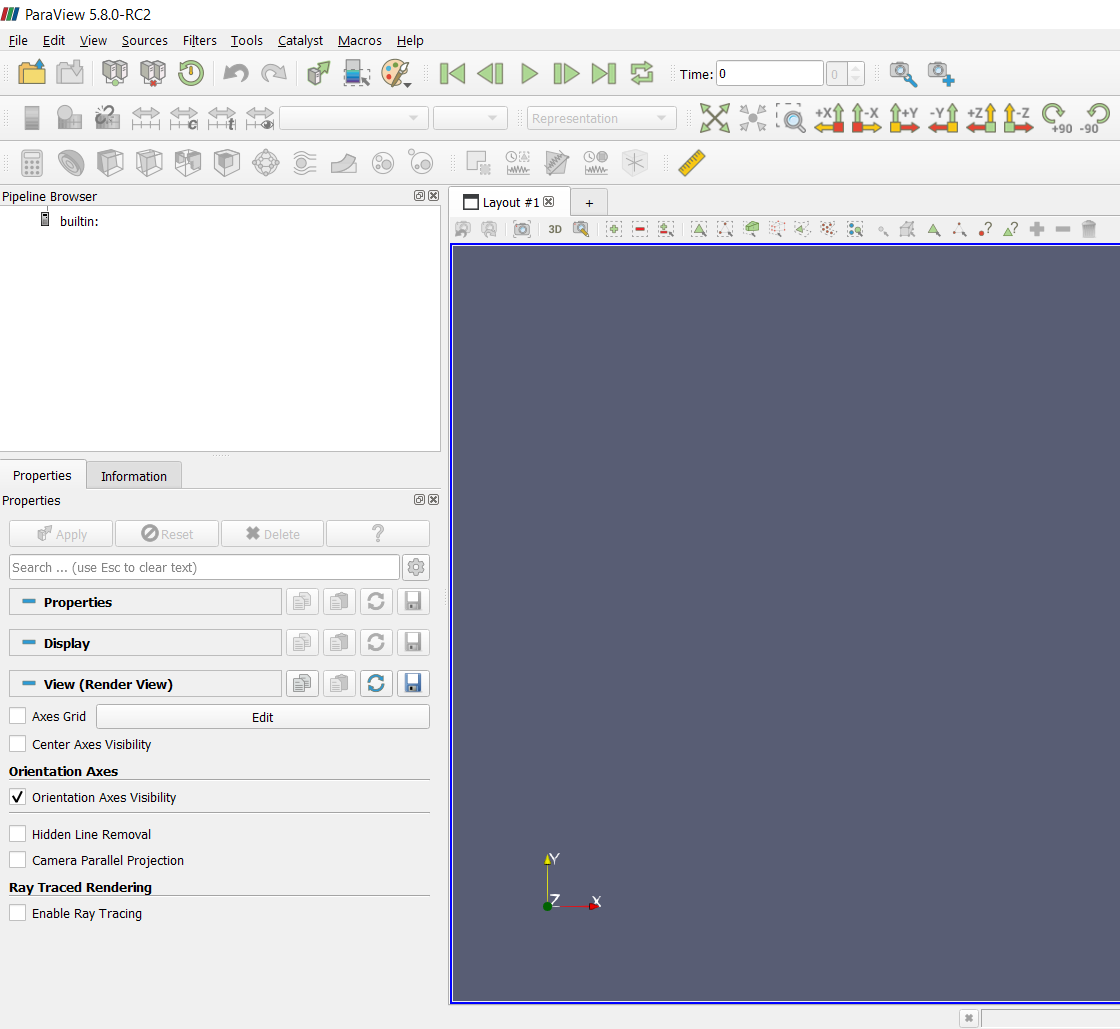 ParaView 5.8.0-RC2
File Edit View Sources Filters Tools Catalyst Macros Help
Time: 0 0
Representation +X -X +Y -Y +Z -Z +90 -90
Pipeline Browser
builtin:
Layout #1 +
3D
Properties Information
Properties
Apply Reset Delete ?
Search ... (use Esc to clear text)
Properties
Display
View (Render View)
Axes Grid Edit
Center Axes Visibility
Orientation Axes
Orientation Axes Visibility
Hidden Line Removal
Camera Parallel Projection
Ray Traced Rendering
Enable Ray Tracing
Y
Z X